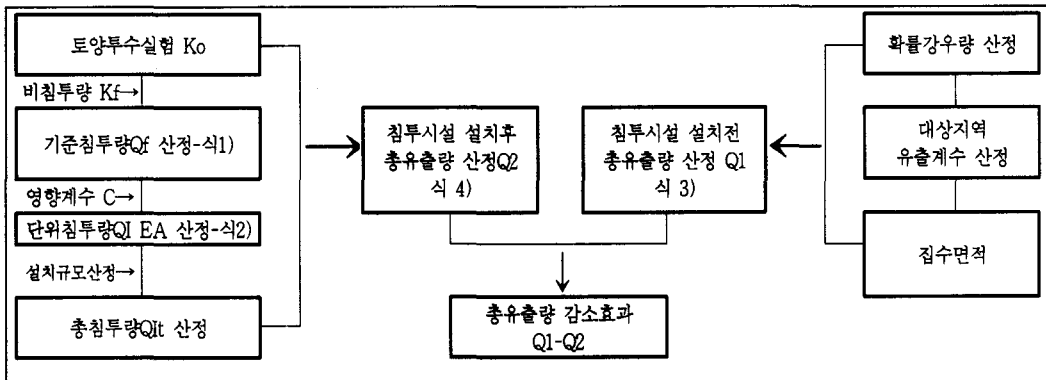 토양투수실험 Ko
비침투량 Kf→
기준침투량Qf 산정-식1)
영향계수 C→
단위침투량QI EA 산정-식2)
설치규모산정→
총침투량QIt 산정
침투시설 설치후
총유출량 산정Q2
식 4)
침투시설 설치전
총유출량 산정 Q1
식 3)
총유출량 감소효과
Q1-Q2
확률강우량 산정
대상지역
유출계수 산정
집수면적